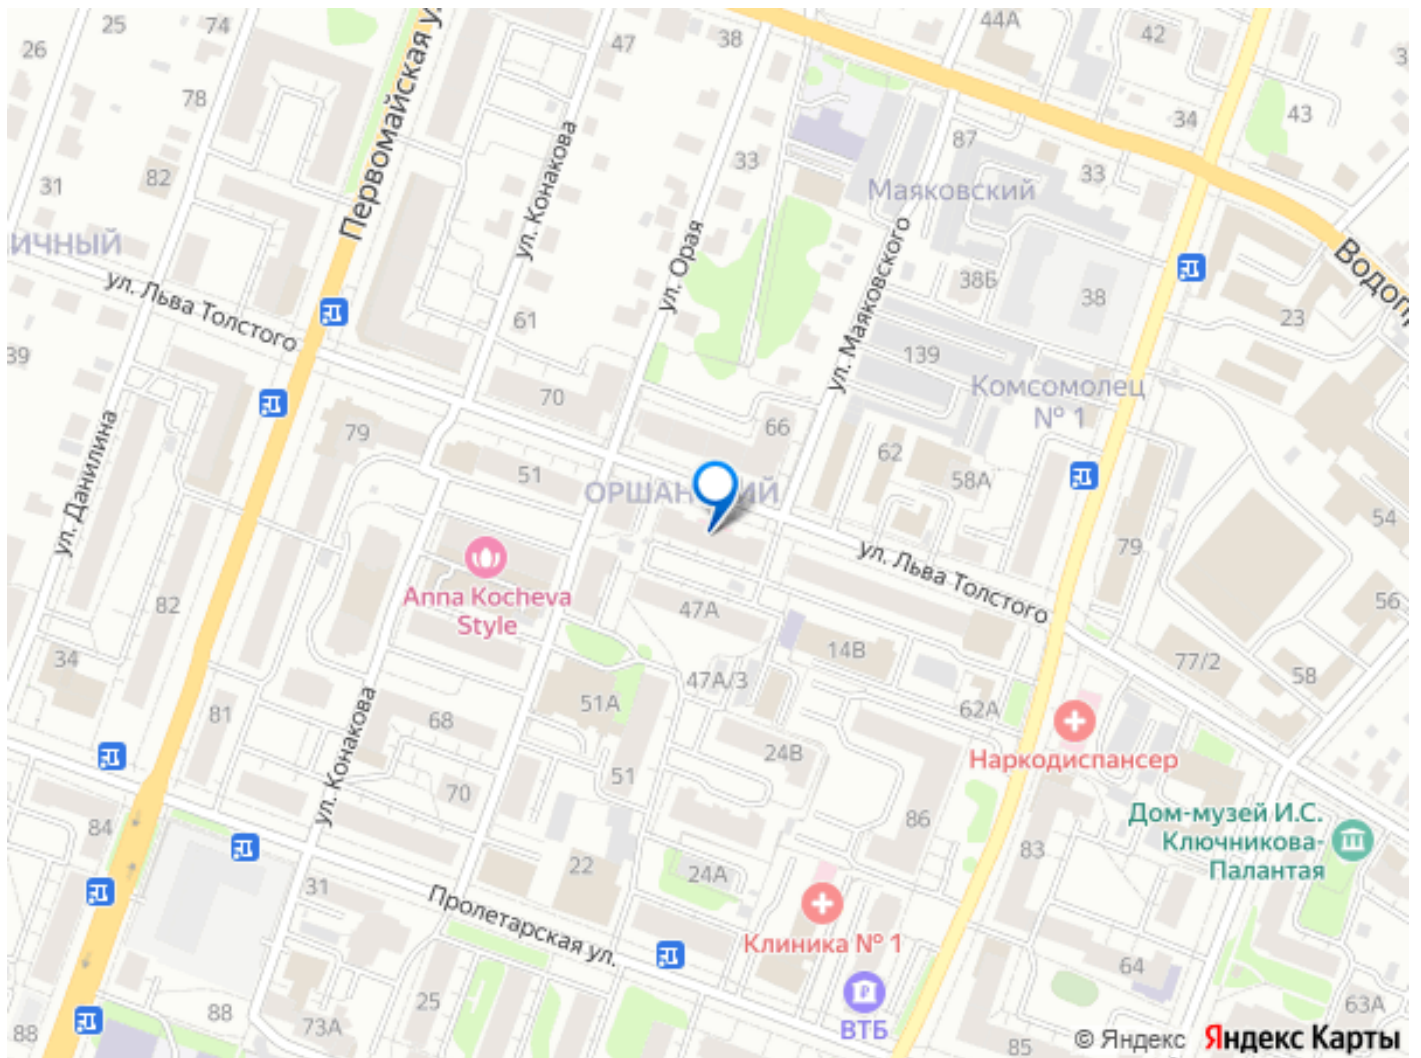 25
74
26
78
31
82
Первомайская у
47
38
44А
42
43
34
87
33
33
Маяковский
ул. Конакова
ул. Орая
ул. Маяковского
ИЧНЫЙ
ул. Льва Толстого
38Б
38
23
Водопр
61
139
39
Комсомолец
№ 1
70
66
79
62
58А
51
ОРШАН
ИЙ
54
79
ул. Данилина
ул. Льва Толстого
Anna Kocheva
Style
82
47А
56
14В
77/2
58
34
47А/3
51А
62А
81
68
24В
Наркодиспансер
ул. Конакова
51
70
84
86
83
Дом-музей И.С.
Ключникова-
Палантая
22
24А
31
Пролетарская ул.
Клиника № 1
64
25
88
73А
88
ВТБ
63А
85
© Яндекс Яндекс Карты